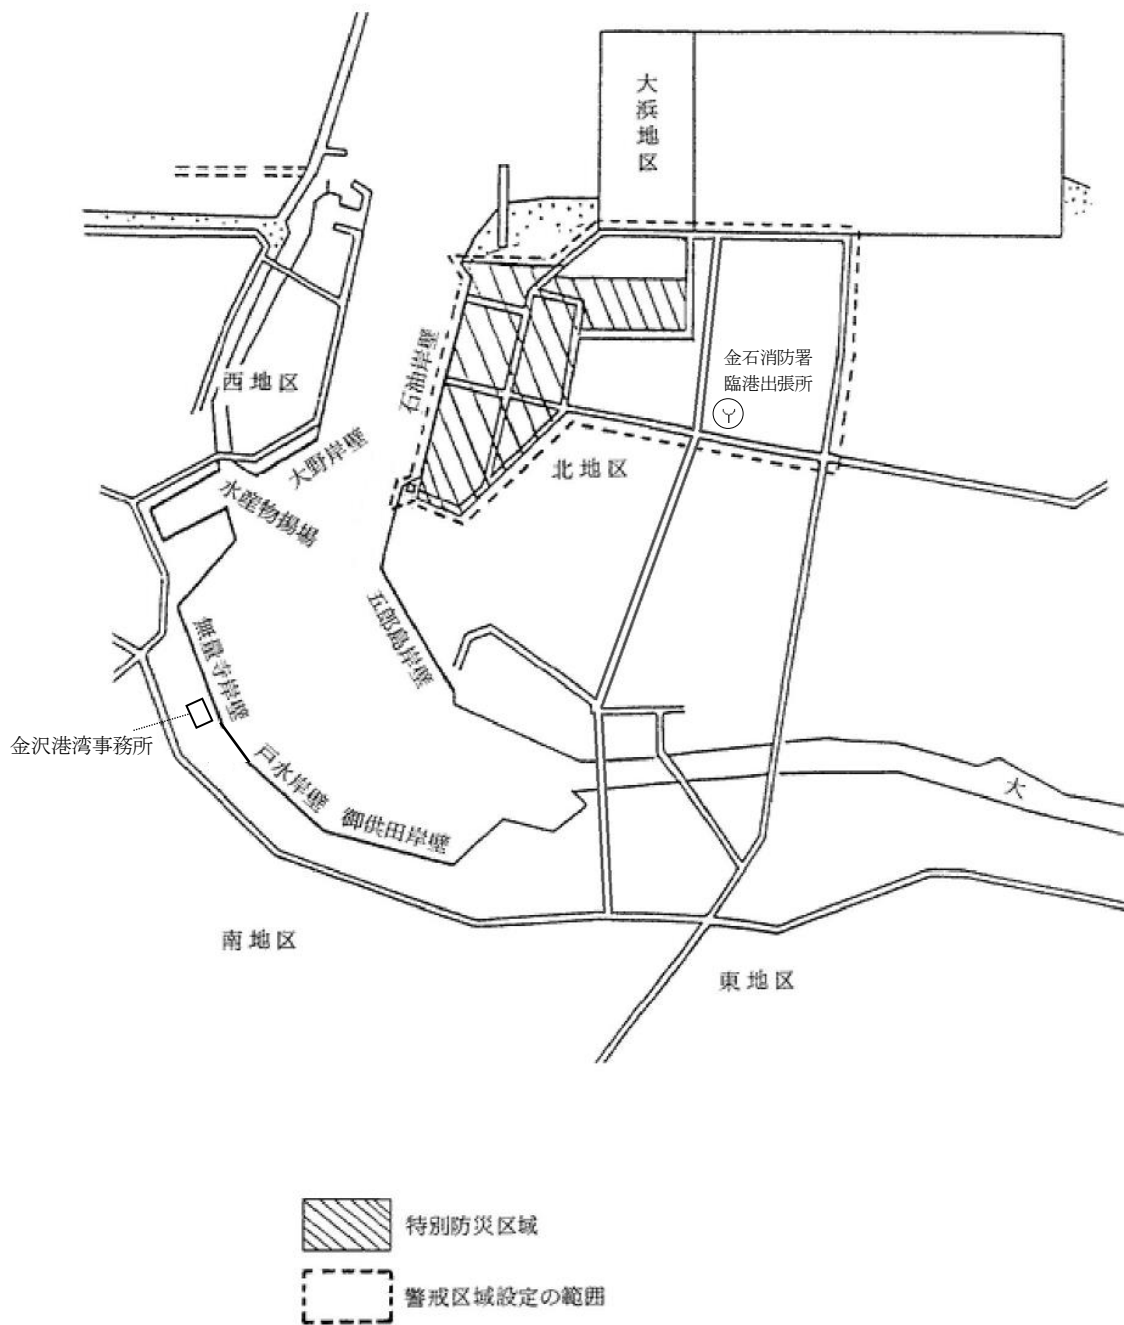 大浜地区
金石消防署
臨港出張所
石油岸壁
西地区
大野岸壁
北地区
水産物揚場
五郎島岸壁
無量寺岸壁
金沢港湾事務所
戸水岸壁
御供田岸壁
大
南地区
東地区
特別防災区域
警戒区域設定の範囲